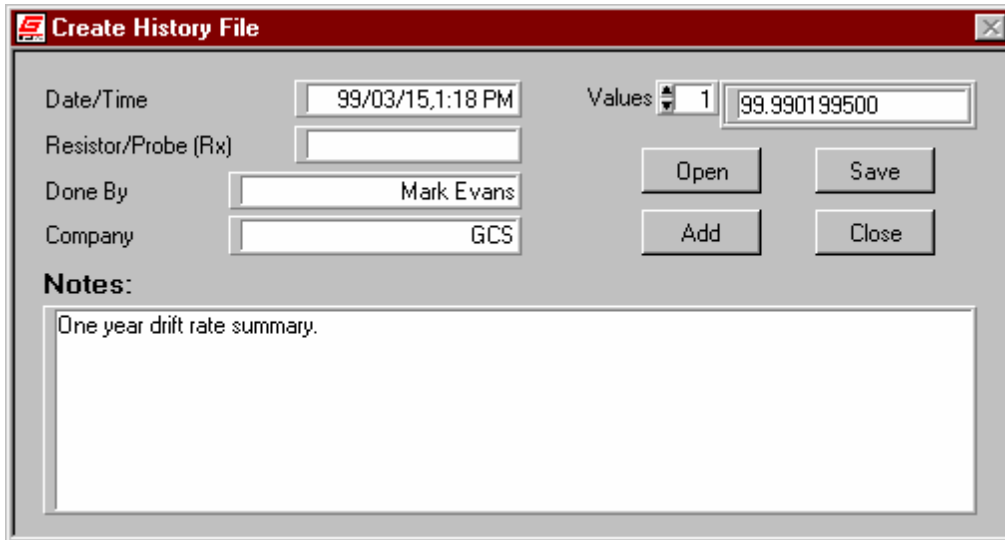 Create History File
Date/Time 99/03/15,1:18 PM Values 1 99.990199500
Resistor/Probe (Rx)
Open Save
Done By Mark Evans
Company GCS
Add Close
Notes:
One year drift rate summary.